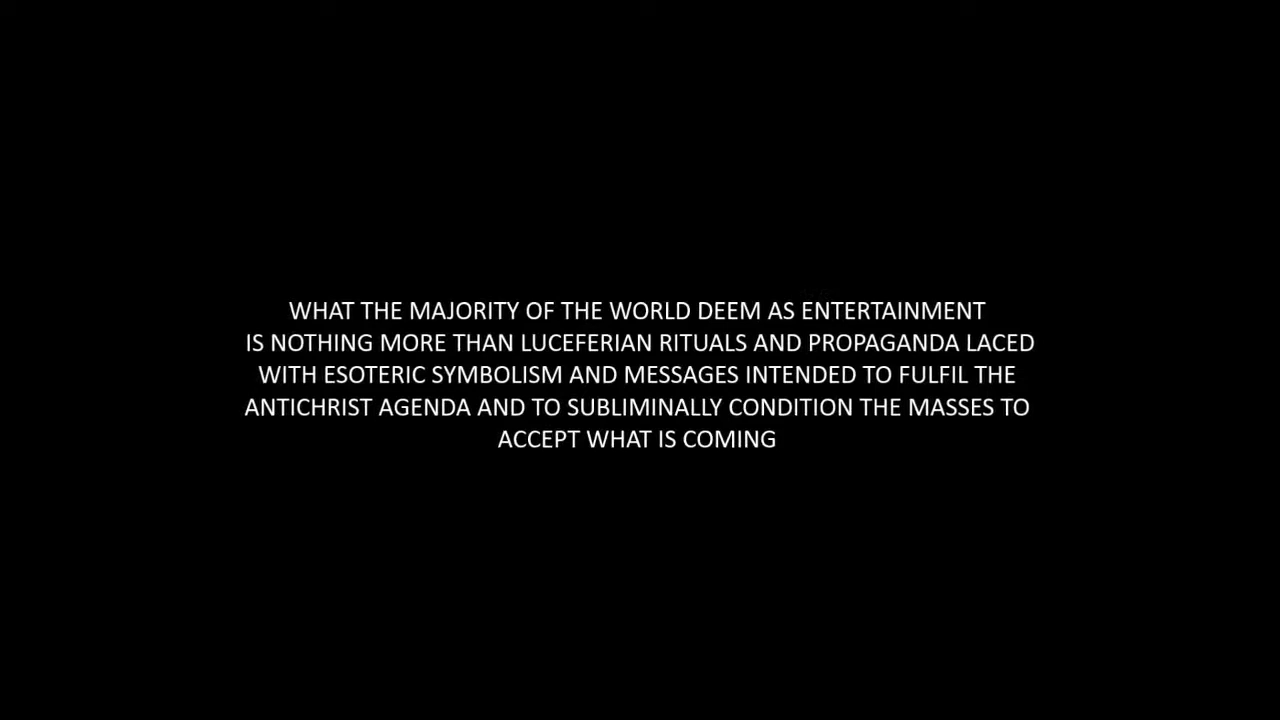 WHAT THE MAJORITY OF THE WORLD DEEM AS ENTERTAINMENT
IS NOTHING MORE THAN LUCEFERIAN RITUALS AND PROPAGANDA LACED
WITH ESOTERIC SYMBOLISM AND MESSAGES INTENDED TO FULFIL THE
ANTICHRIST AGENDA AND TO SUBLIMINALLY CONDITION THE MASSES TO
ACCEPT WHAT IS COMING